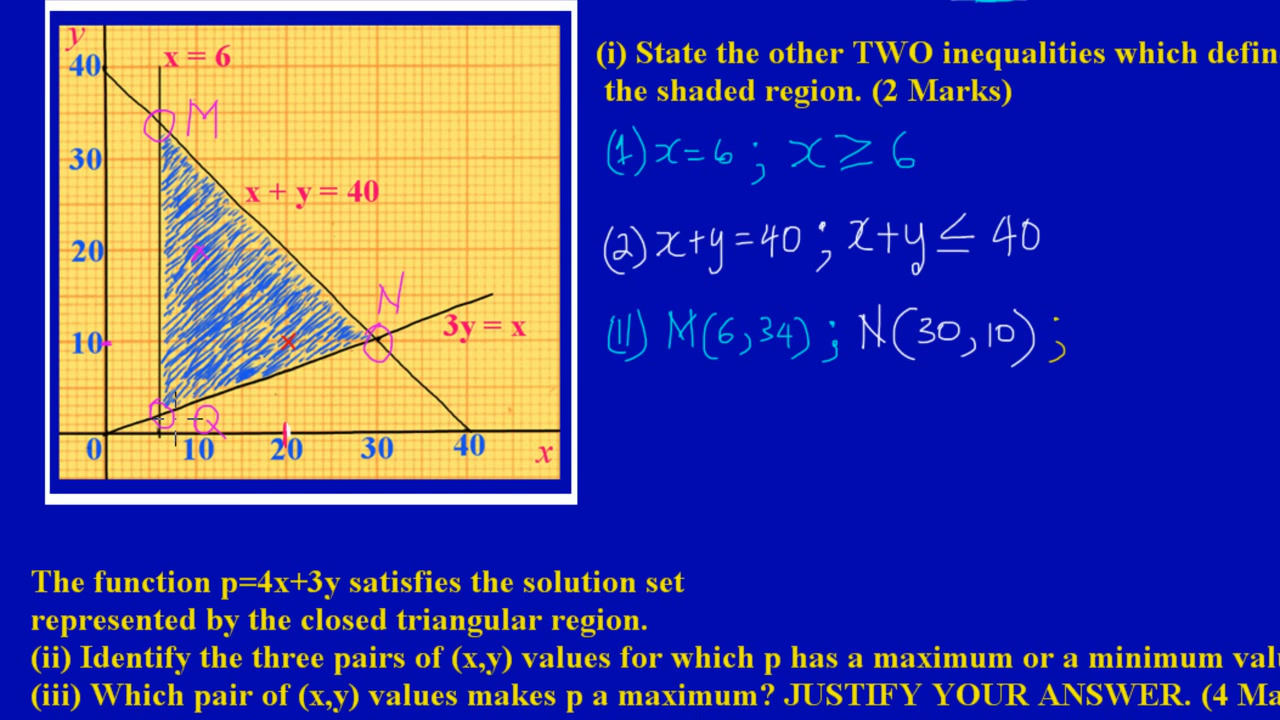 y
40
x = 6
M
30
x + y = 40
20
N
3y = x
10
Q
0 10 20 30 40 x
(i) State the other TWO inequalities which defin
the shaded region. (2 Marks)
(1) x=6 ; x ≥ 6
(2) x+y=40 ; x+y ≤ 40
(11) M(6,34) ; N(30,10) ;
The function p=4x+3y satisfies the solution set
represented by the closed triangular region.
(ii) Identify the three pairs of (x,y) values for which p has a maximum or a minimum val
(iii) Which pair of (x,y) values makes p a maximum? JUSTIFY YOUR ANSWER. (4 Ma